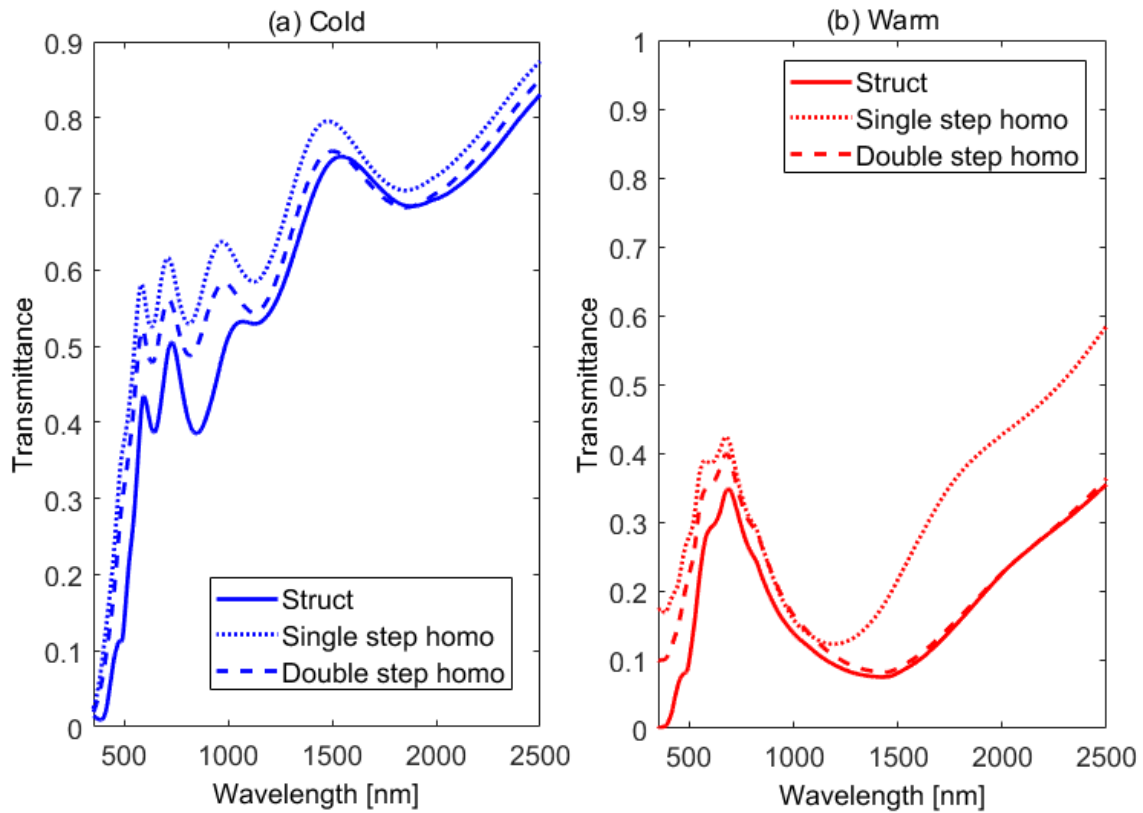 (a) Cold
0.9
0.8
0.7
0.6
0.5
0.4
0.3
0.2
0.1
0
Transmittance
Struct
Single step homo
Double step homo
500 1000 1500 2000 2500
Wavelength [nm]
(b) Warm
1
0.9
0.8
0.7
0.6
0.5
0.4
0.3
0.2
0.1
0
Transmittance
Struct
Single step homo
Double step homo
500 1000 1500 2000 2500
Wavelength [nm]